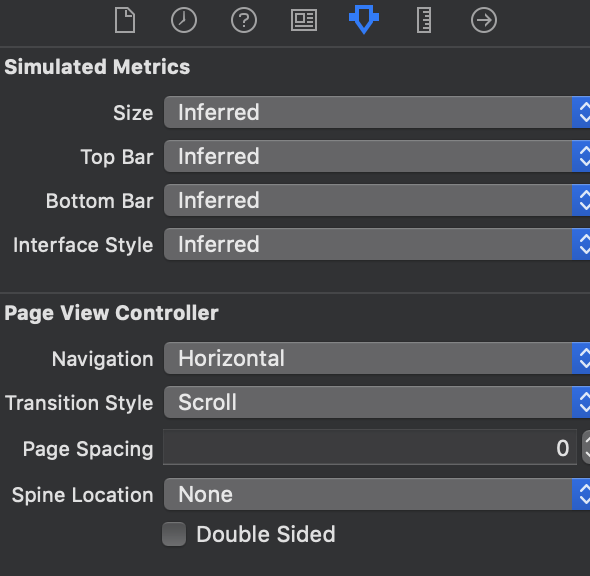 Simulated Metrics
Size Inferred
Top Bar Inferred
Bottom Bar Inferred
Interface Style Inferred
Page View Controller
Navigation Horizontal
Transition Style Scroll
Page Spacing 0
Spine Location None
Double Sided